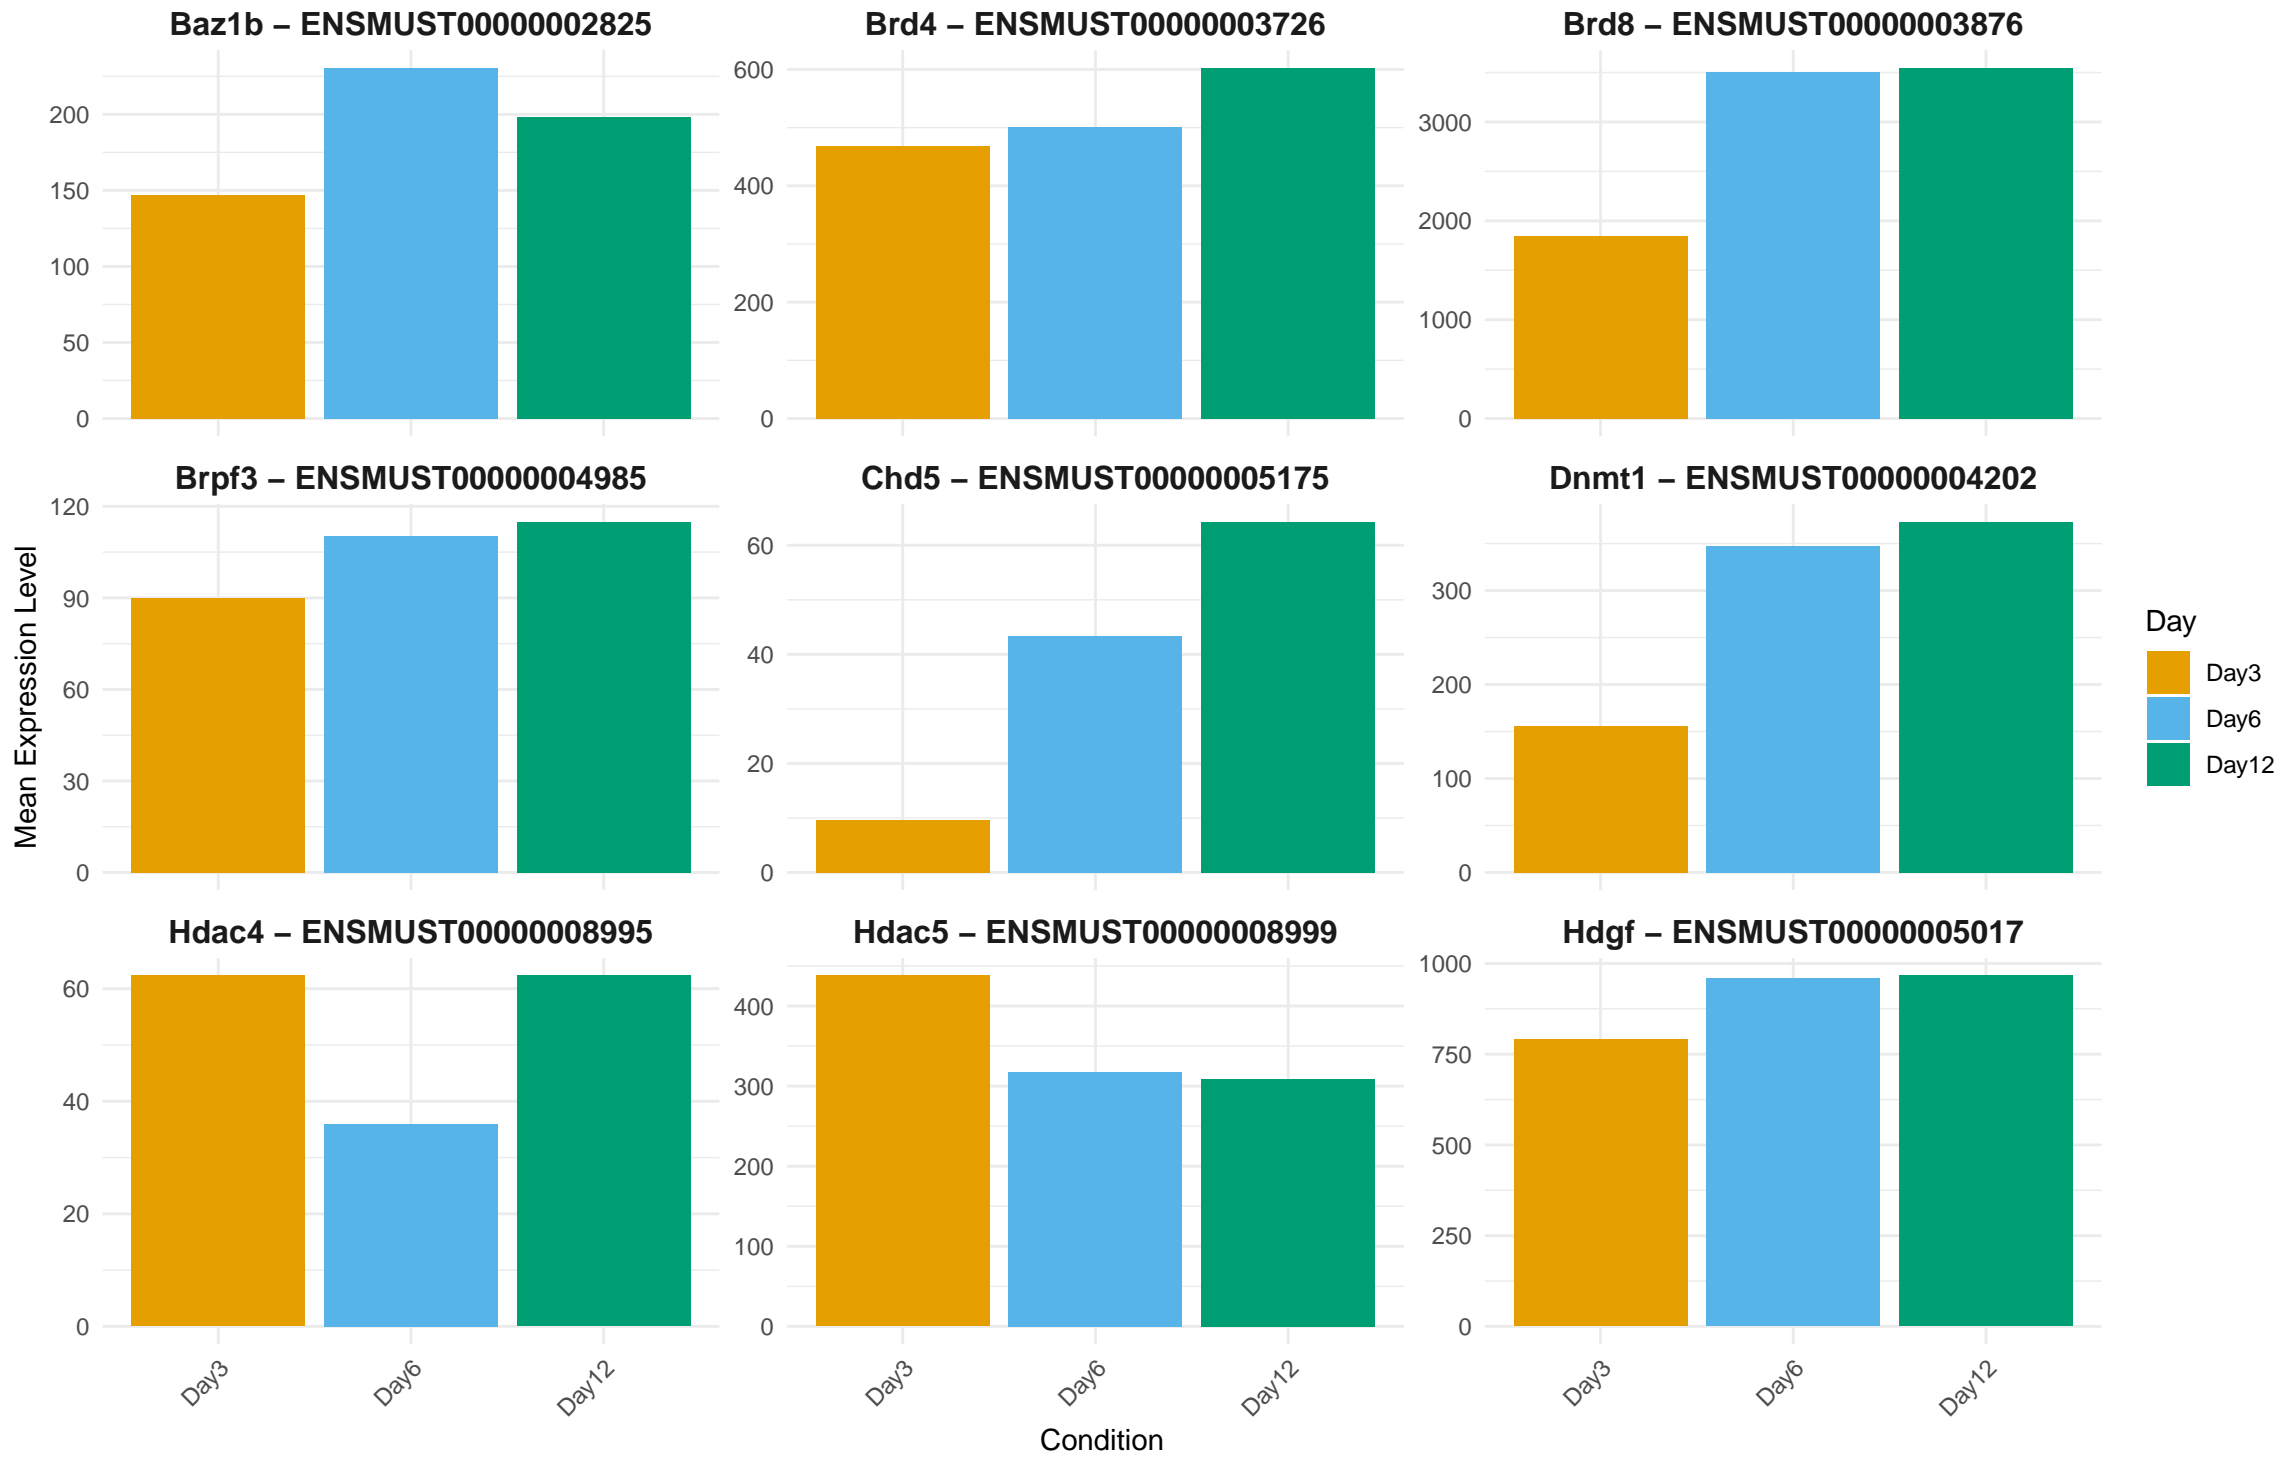 Baz1b – ENSMUST00000002825
Brd4 – ENSMUST00000003726
Brd8 – ENSMUST00000003876
200
150
100
50
0
600
400
200
0
3000
2000
1000
0
Brpf3 – ENSMUST00000004985
Chd5 – ENSMUST00000005175
Dnmt1 – ENSMUST00000004202
120
90
60
30
0
60
40
20
0
300
200
100
0
Mean Expression Level
Hdac4 – ENSMUST00000008995
Hdac5 – ENSMUST00000008999
Hdgf – ENSMUST00000005017
60
40
20
0
400
300
200
100
0
1000
750
500
250
0
Day3
Day6
Day12
Day3
Day6
Day12
Day3
Day6
Day12
Condition
Day
Day3
Day6
Day12